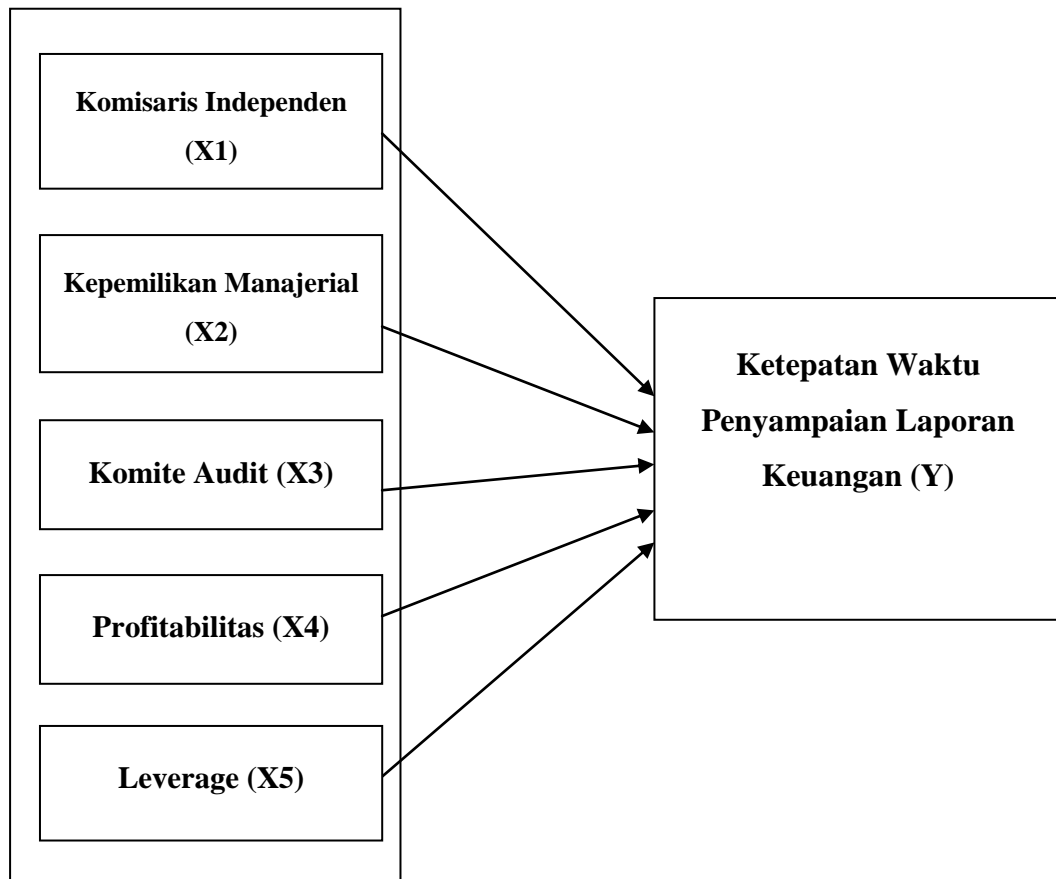 Komisaris Independen
(X1)
Kepemilikan Manajerial
(X2)
Komite Audit (X3)
Profitabilitas (X4)
Leverage (X5)
Ketepatan Waktu
Penyampaian Laporan
Keuangan (Y)